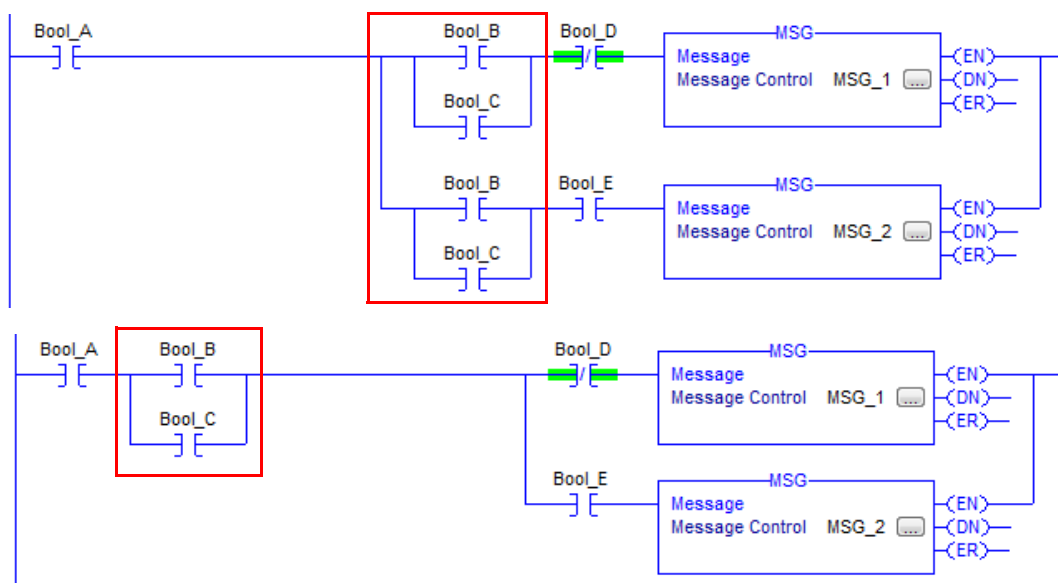 Bool_A
Bool_B
Bool_D
MSG
Message
Message Control MSG_1 ...
EN
DN
ER
Bool_C
Bool_B
Bool_E
MSG
Message
Message Control MSG_2 ...
EN
DN
ER
Bool_C
Bool_A
Bool_B
Bool_D
MSG
Message
Message Control MSG_1 ...
EN
DN
ER
Bool_C
Bool_E
MSG
Message
Message Control MSG_2 ...
EN
DN
ER